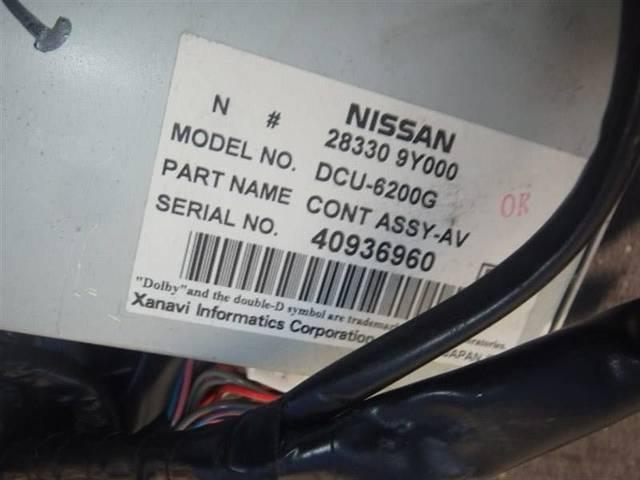 NISSAN
N # 28330 9Y000
MODEL NO. DCU-6200G
PART NAME CONT ASSY-AV
OK
SERIAL NO. 40936960
"Dolby" and the double-D symbol are
Xanavi Informatics Corporation
JAPAN